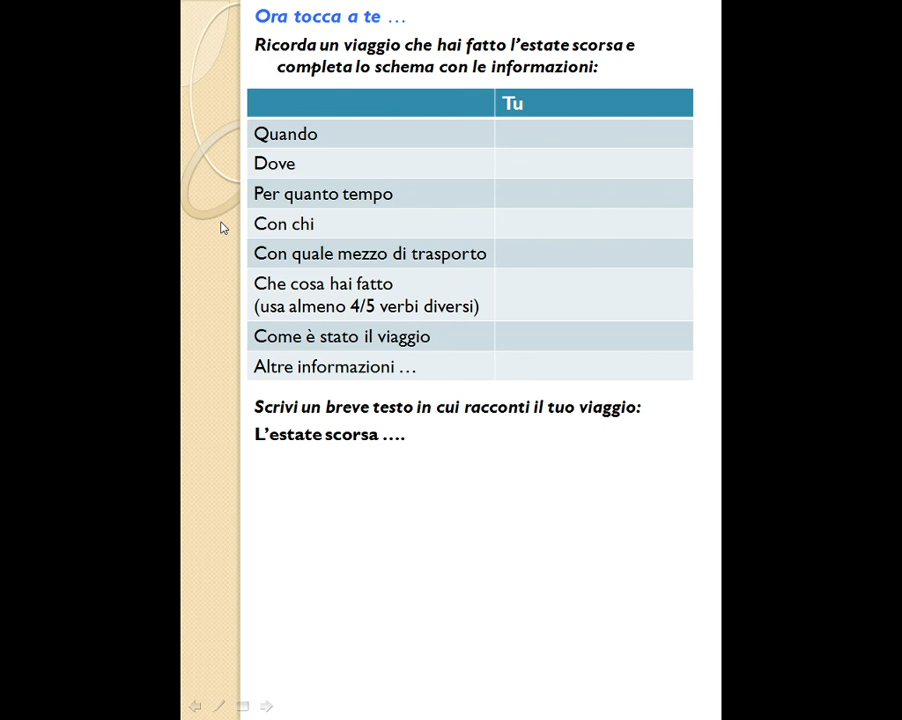 Ora tocca a te …
Ricorda un viaggio che hai fatto l’estate scorsa e
completa lo schema con le informazioni:
Tu
Quando
Dove
Per quanto tempo
Con chi
Con quale mezzo di trasporto
Che cosa hai fatto
(usa almeno 4/5 verbi diversi)
Come è stato il viaggio
Altre informazioni …
Scrivi un breve testo in cui racconti il tuo viaggio:
L’estate scorsa ….